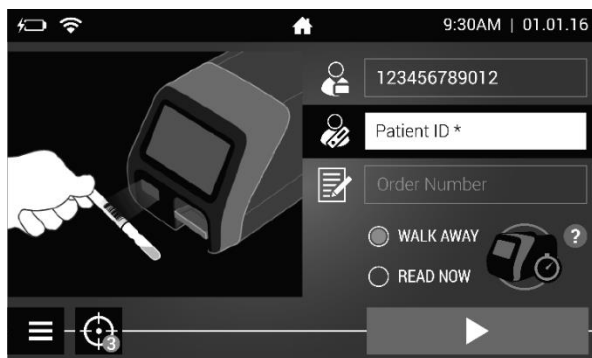 9:30AM | 01.01.16
123456789012
Patient ID *
Order Number
WALK AWAY
?
READ NOW
3